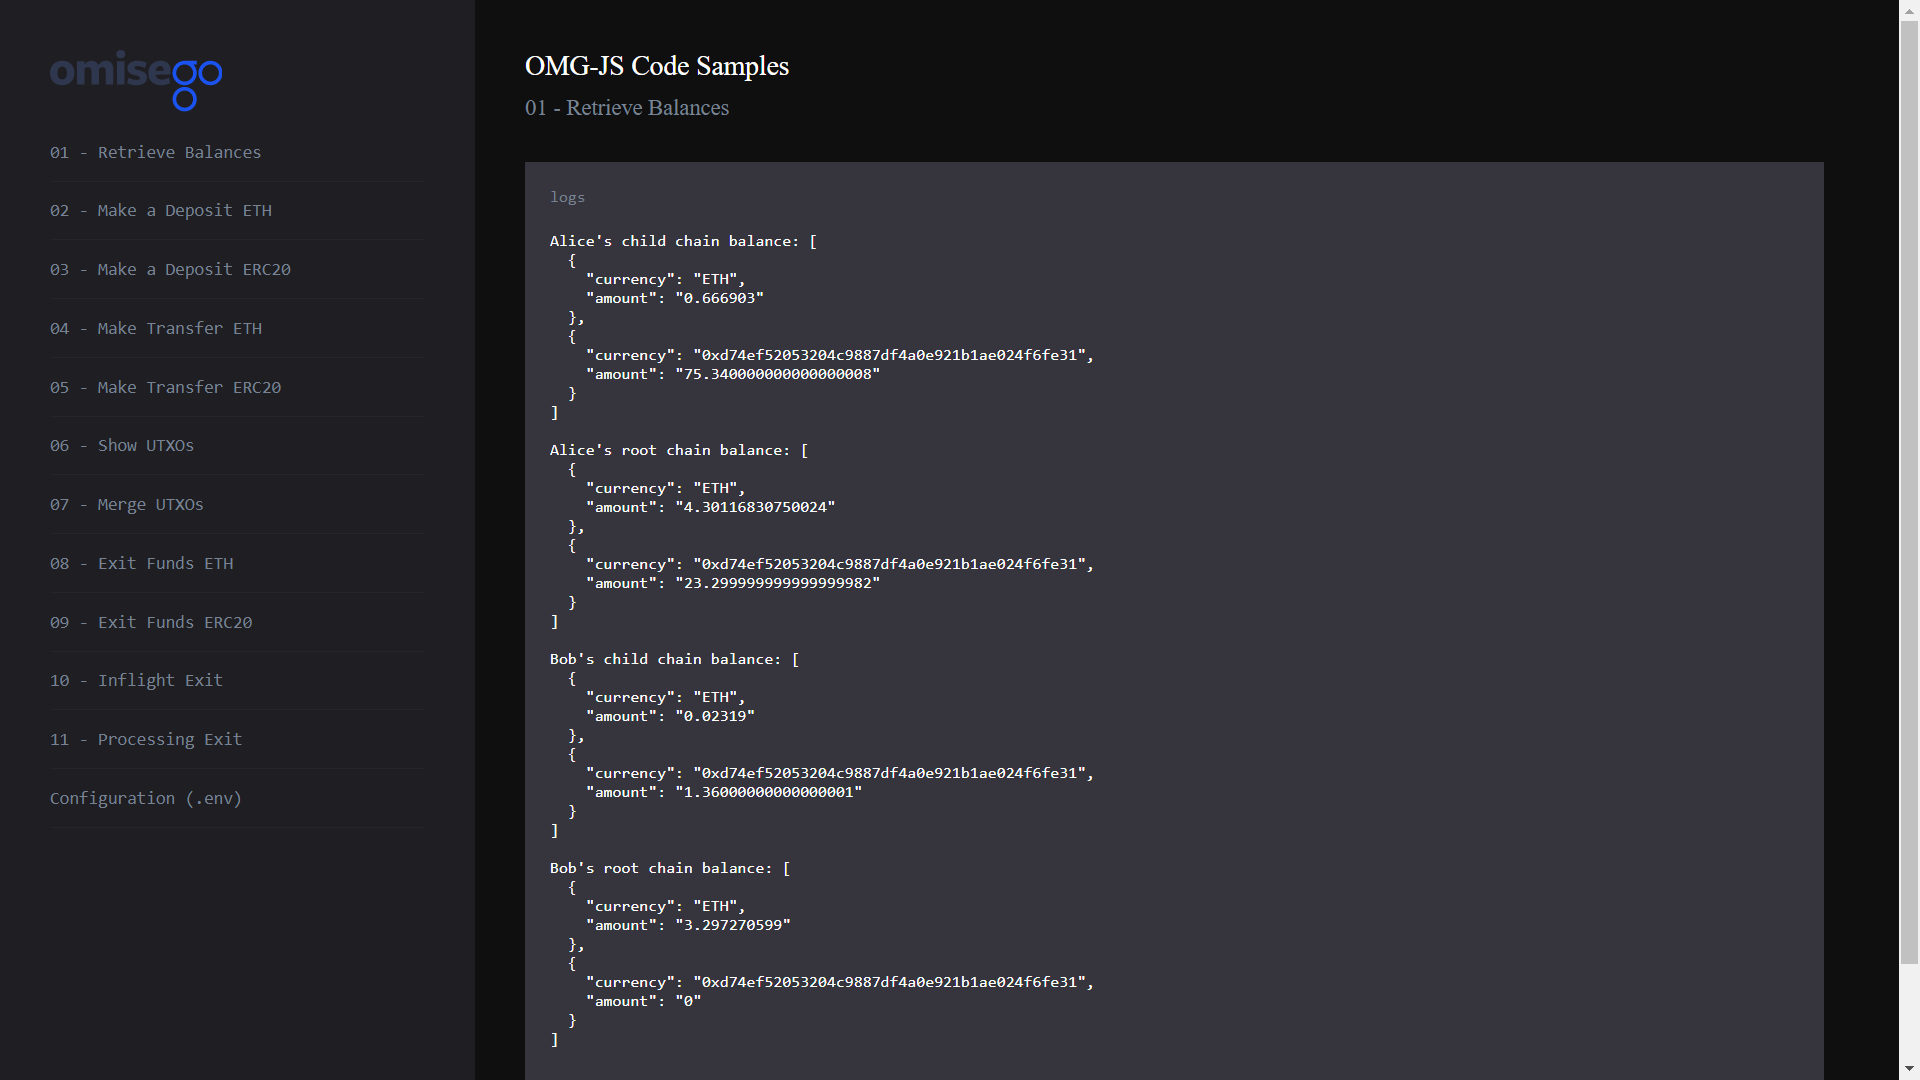 omisego
01 - Retrieve Balances
02 - Make a Deposit ETH
03 - Make a Deposit ERC20
04 - Make Transfer ETH
05 - Make Transfer ERC20
06 - Show UTXOs
07 - Merge UTXOs
08 - Exit Funds ETH
09 - Exit Funds ERC20
10 - Inflight Exit
11 - Processing Exit
Configuration (.env)
OMG-JS Code Samples
01 - Retrieve Balances
logs
Alice's child chain balance: [
  {
    "currency": "ETH",
    "amount": "0.666903"
  },
  {
    "currency": "0xd74ef52053204c9887df4a0e921b1ae024f6fe31",
    "amount": "75.340000000000000008"
  }
]
Alice's root chain balance: [
  {
    "currency": "ETH",
    "amount": "4.30116830750024"
  },
  {
    "currency": "0xd74ef52053204c9887df4a0e921b1ae024f6fe31",
    "amount": "23.299999999999999982"
  }
]
Bob's child chain balance: [
  {
    "currency": "ETH",
    "amount": "0.02319"
  },
  {
    "currency": "0xd74ef52053204c9887df4a0e921b1ae024f6fe31",
    "amount": "1.36000000000000001"
  }
]
Bob's root chain balance: [
  {
    "currency": "ETH",
    "amount": "3.297270599"
  },
  {
    "currency": "0xd74ef52053204c9887df4a0e921b1ae024f6fe31",
    "amount": "0"
  }
]